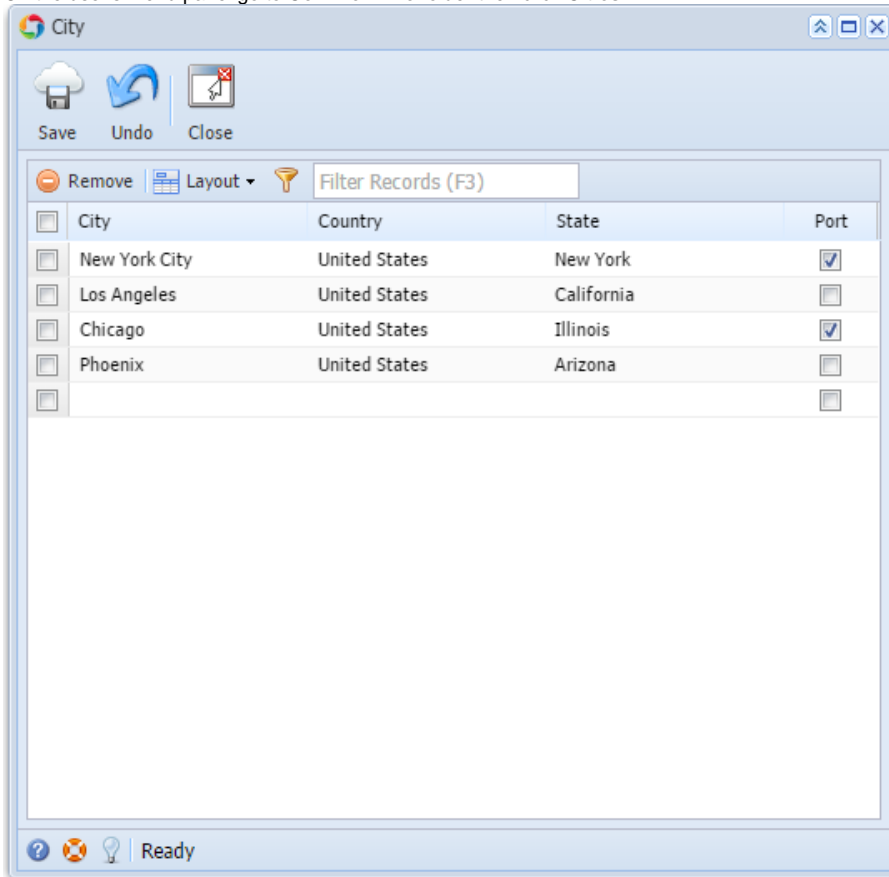 City
Save Undo Close
Remove Layout Filter Records (F3)
City Country State Port
New York City United States New York
Los Angeles United States California
Chicago United States Illinois
Phoenix United States Arizona
Ready